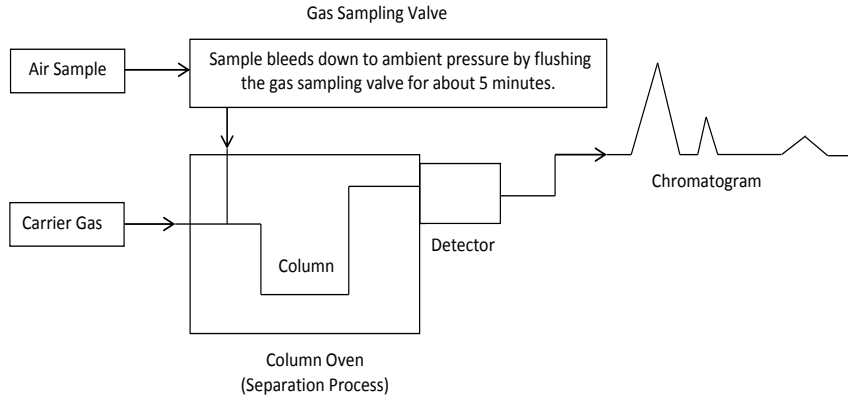 Gas Sampling Valve
Air Sample
Sample bleeds down to ambient pressure by flushing
the gas sampling valve for about 5 minutes.
Chromatogram
Carrier Gas
Detector
Column
Column Oven
(Separation Process)